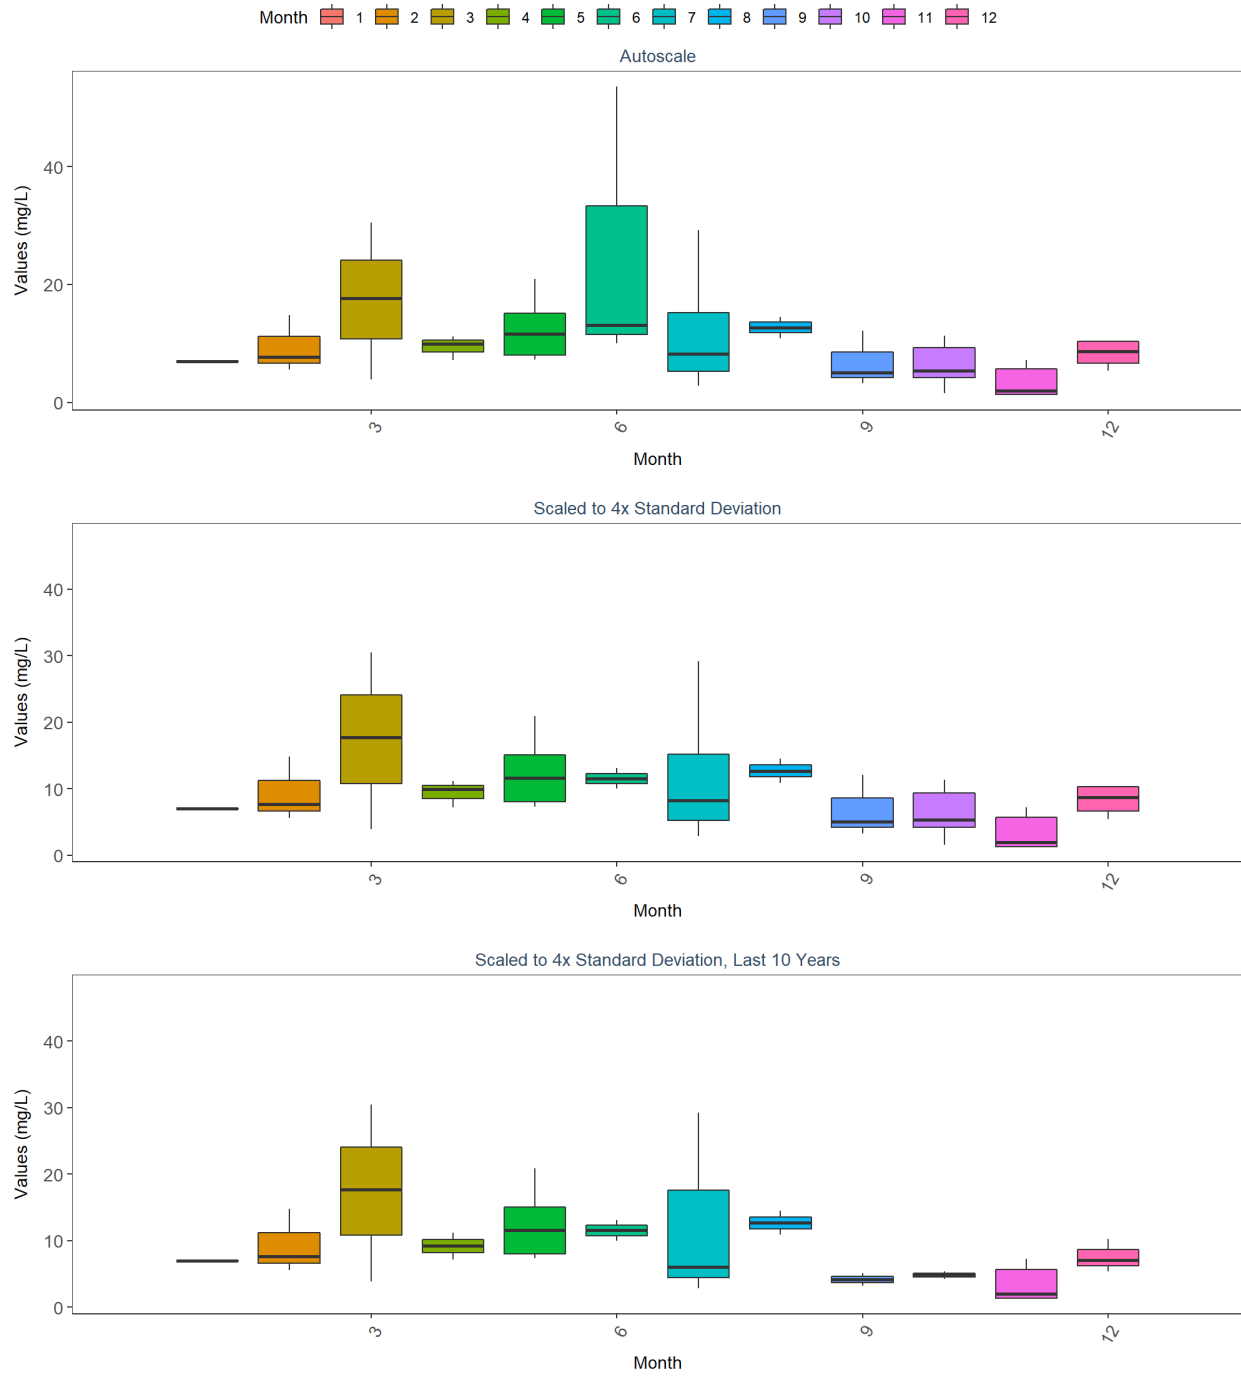 Month 1 2 3 4 5 6 7 8 9 10 11 12
Autoscale
Values (mg/L)
40
20
0
3 6 9 12
Month
Scaled to 4x Standard Deviation
Values (mg/L)
40
30
20
10
0
3 6 9 12
Month
Scaled to 4x Standard Deviation, Last 10 Years
Values (mg/L)
40
30
20
10
0
3 6 9 12
Month